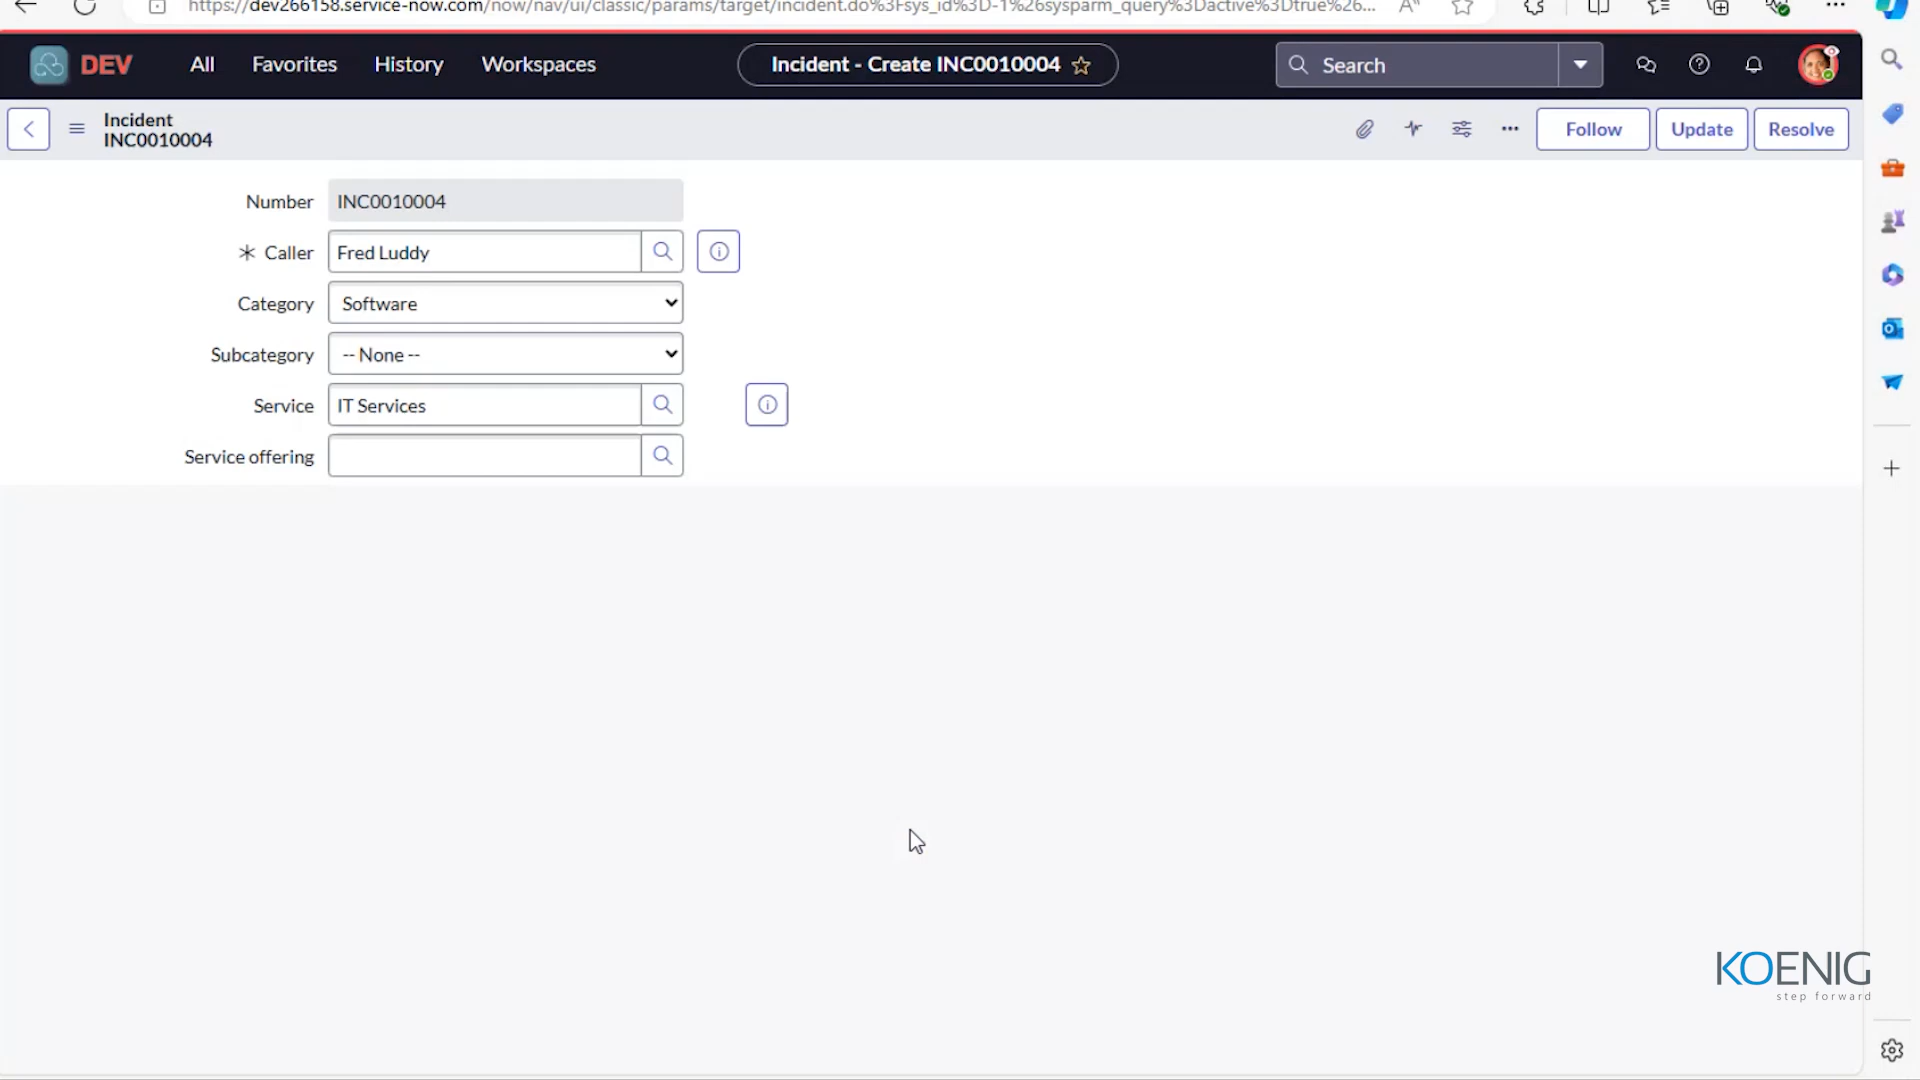 https://dev266158.service-now.com/now/nav/ui/classic/params/target/incident.do%3Fsys_id%3D-1%26sysparm_query%3Dactive%3Dtrue%26...
DEV All Favorites History Workspaces Incident - Create INC0010004 Search
Incident
INC0010004
Follow Update Resolve
Number INC0010004
* Caller Fred Luddy
Category Software
Subcategory -- None --
Service IT Services
Service offering
KOENIG
step forward